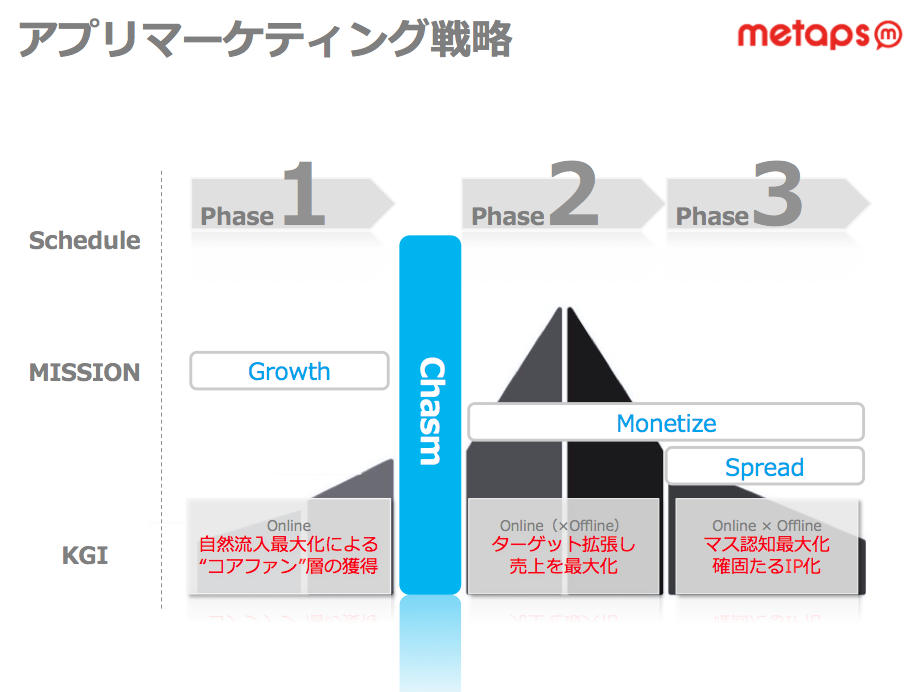 アプリマーケティング戦略
metaps m
Phase 1
Phase 2
Phase 3
Schedule
Chasm
MISSION
Growth
Monetize
Spread
KGI
Online
自然流入最大化による
“コアファン”層の獲得
Online（×Offline）
ターゲット拡張し
売上を最大化
Online × Offline
マス認知最大化
確固たるIP化